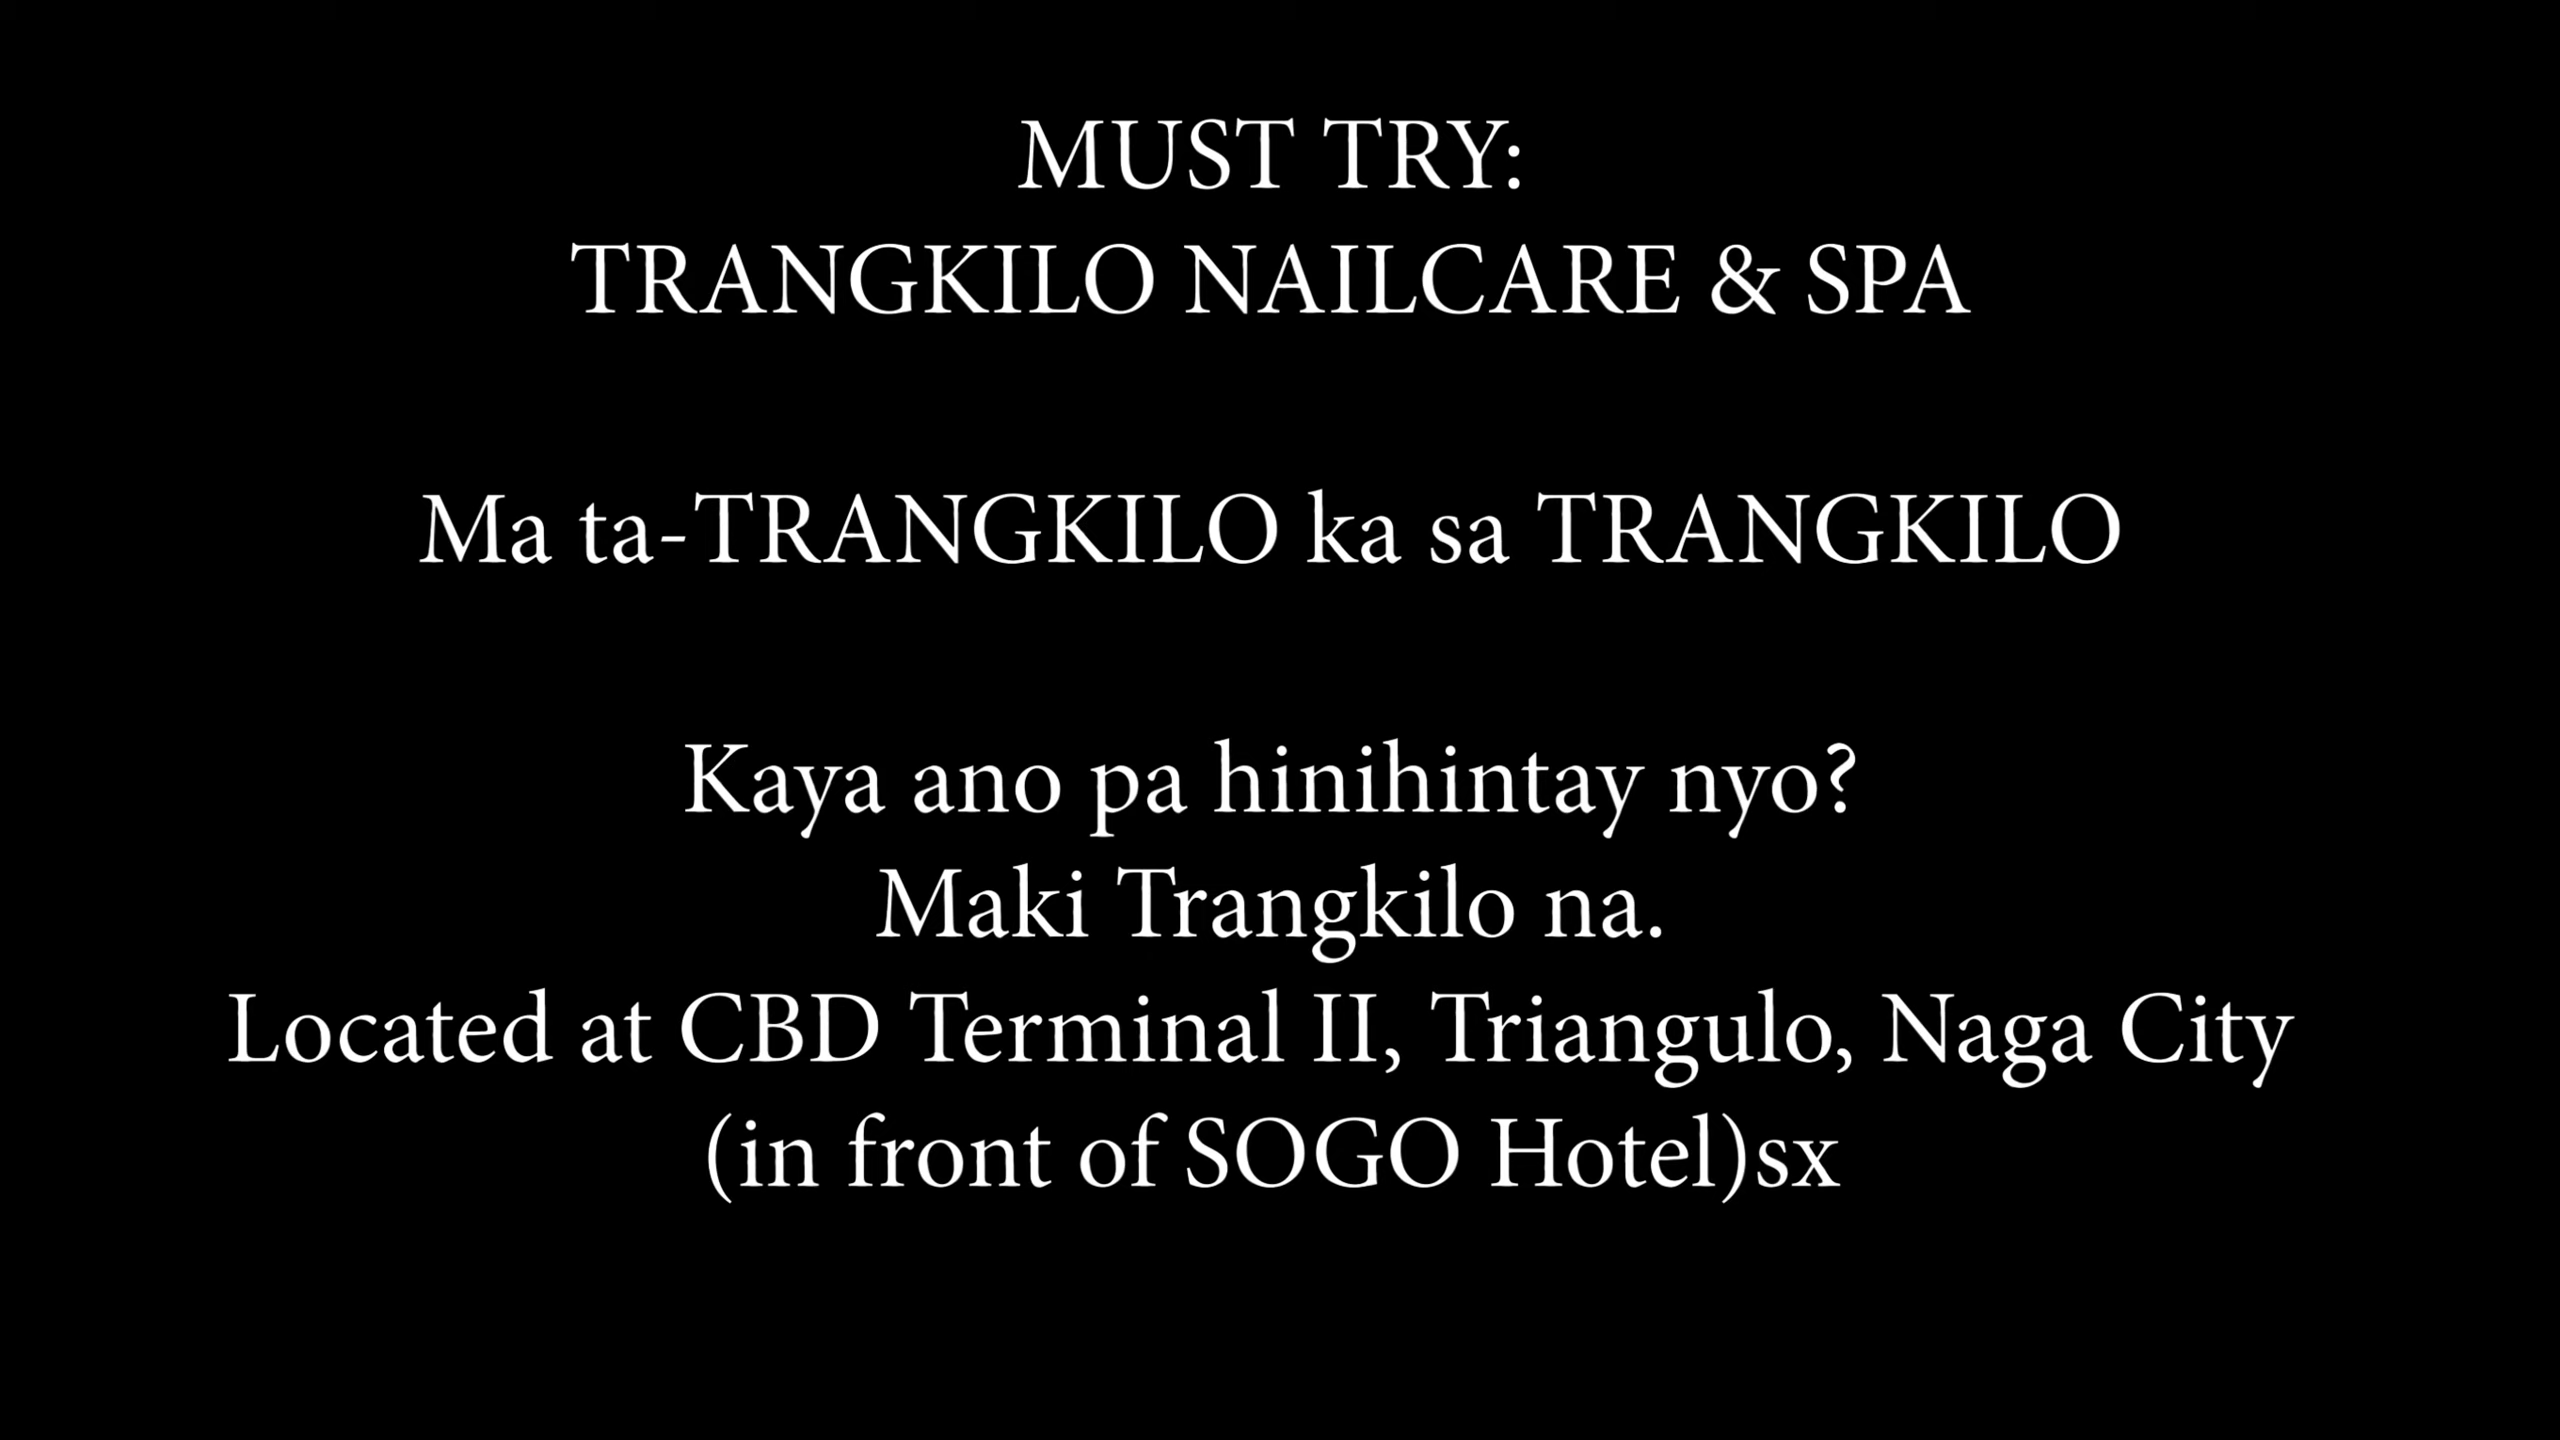 MUST TRY:
TRANGKILO NAILCARE & SPA
Ma ta-TRANGKILO ka sa TRANGKILO
Kaya ano pa hinihintay nyo?
Maki Trangkilo na.
Located at CBD Terminal II, Triangulo, Naga City
(in front of SOGO Hotel)sx